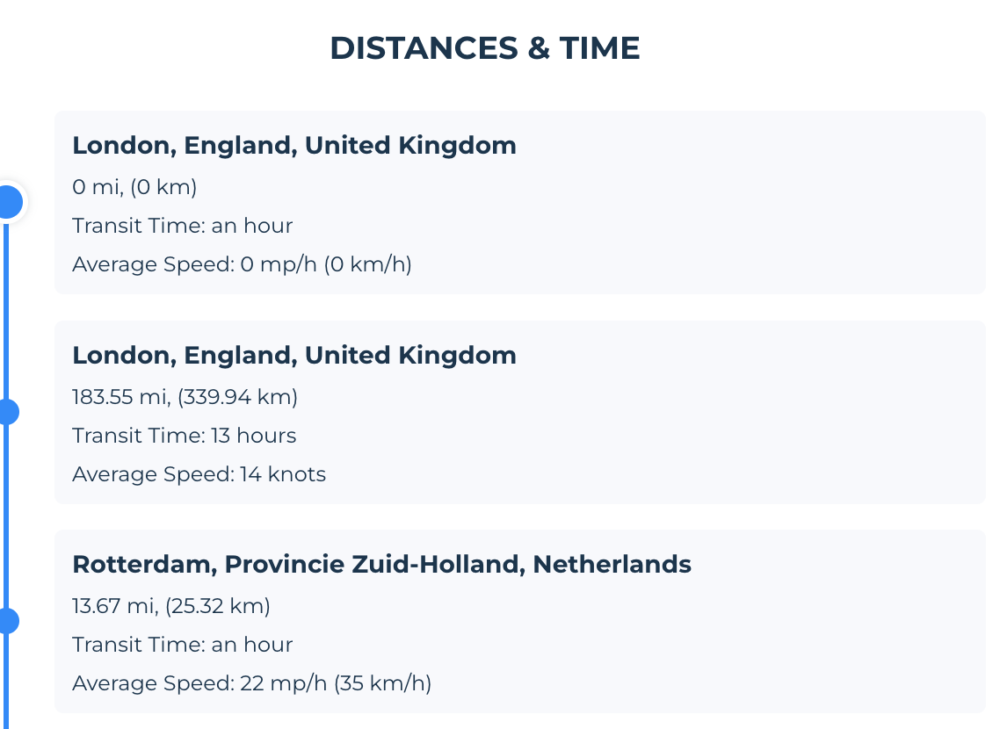 DISTANCES & TIME
London, England, United Kingdom
0 mi, (0 km)
Transit Time: an hour
Average Speed: 0 mp/h (0 km/h)
London, England, United Kingdom
183.55 mi, (339.94 km)
Transit Time: 13 hours
Average Speed: 14 knots
Rotterdam, Provincie Zuid-Holland, Netherlands
13.67 mi, (25.32 km)
Transit Time: an hour
Average Speed: 22 mp/h (35 km/h)